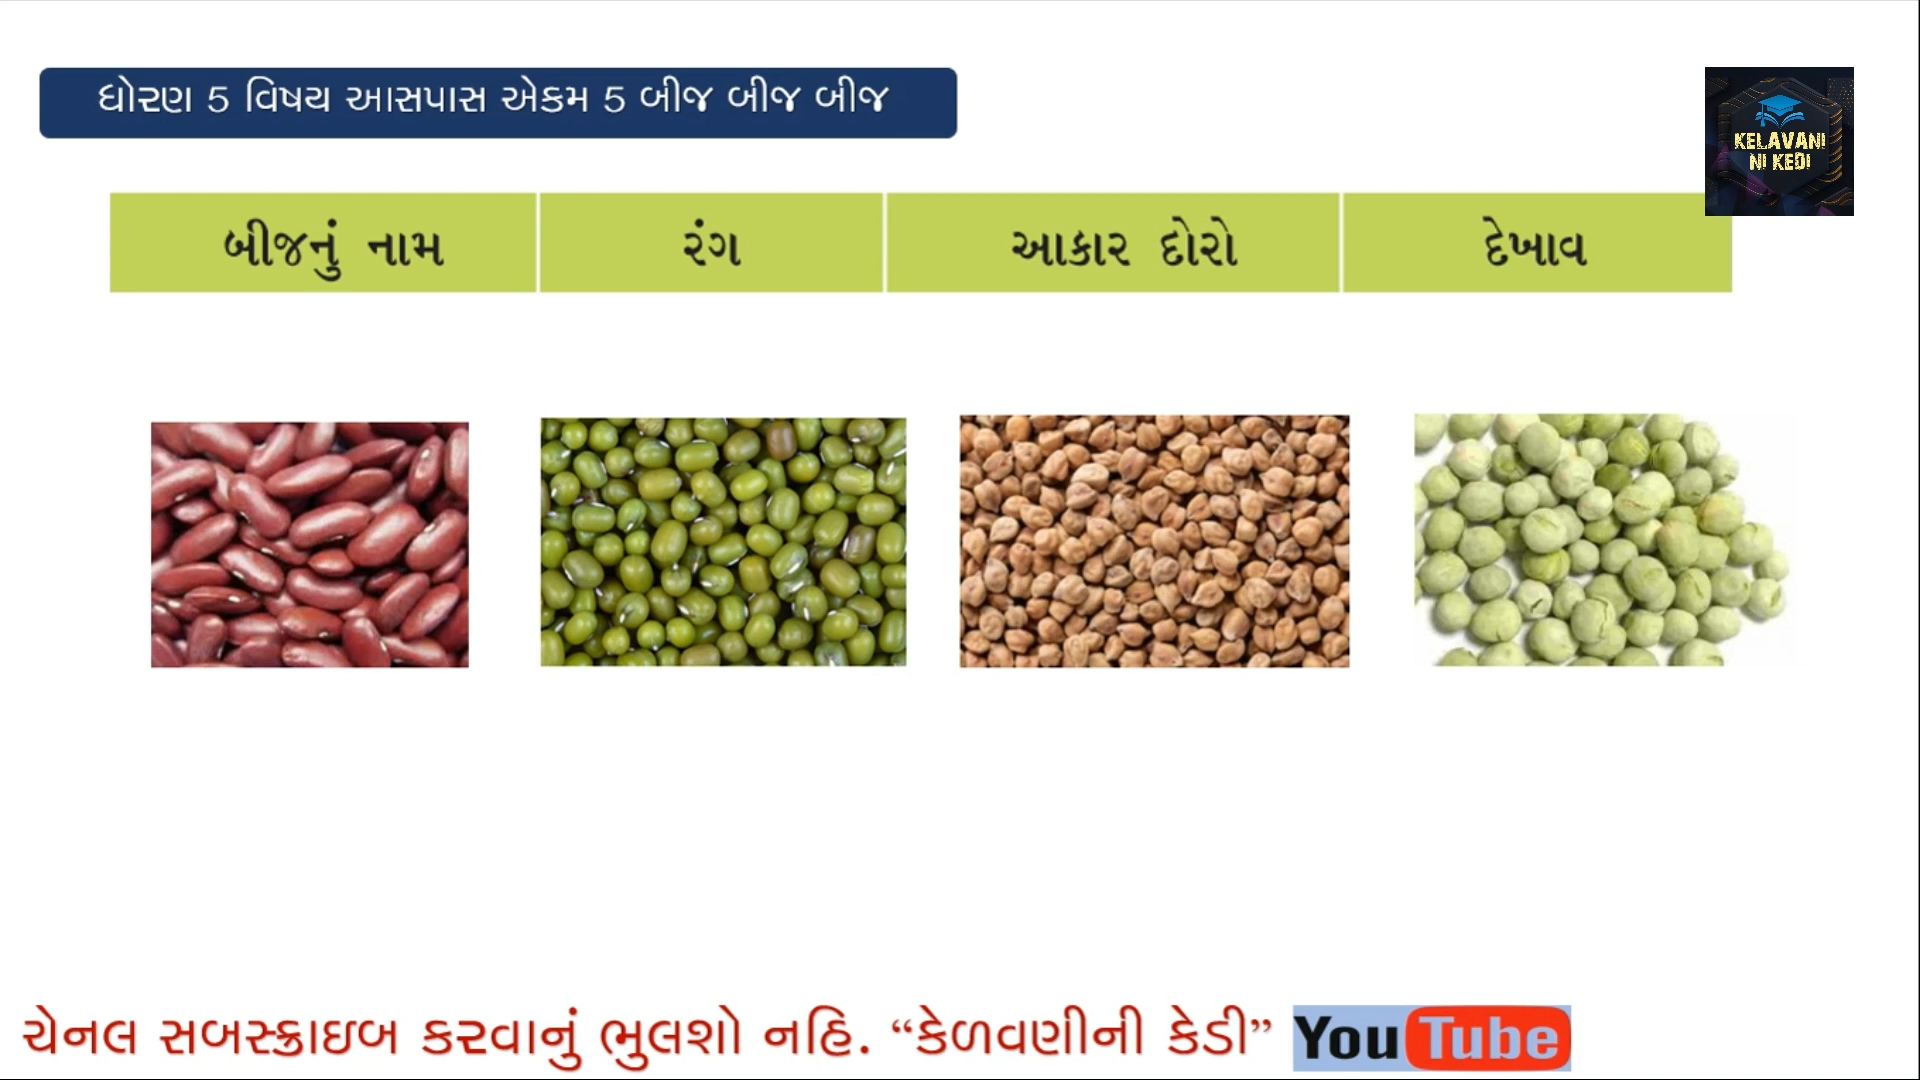 ધોરણ 5 વિષય આસપાસ એકમ 5 બીજ બીજ બીજ
KELAVANI
NI KEDI
બીજનું નામ રંગ આકાર દોરો દેખાવ
ચેનલ સબસ્ક્રાઇબ કરવાનું ભુલશો નહિ. “કેળવણીની કેડી” YouTube